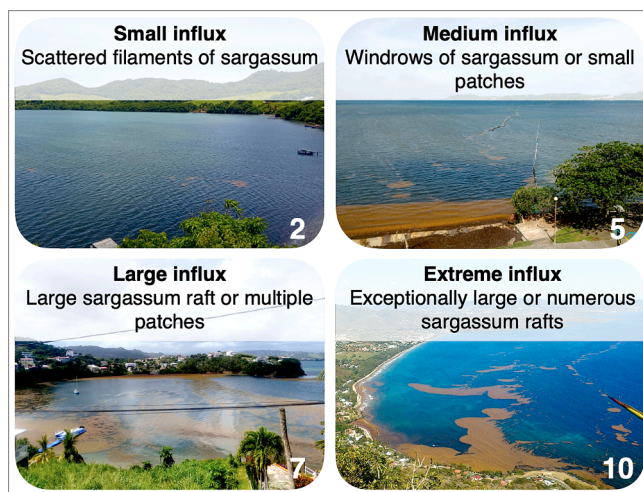 Small influx
Scattered filaments of sargassum
2
Medium influx
Windrows of sargassum or small
patches
5
Large influx
Large sargassum raft or multiple
patches
7
Extreme influx
Exceptionally large or numerous
sargassum rafts
10